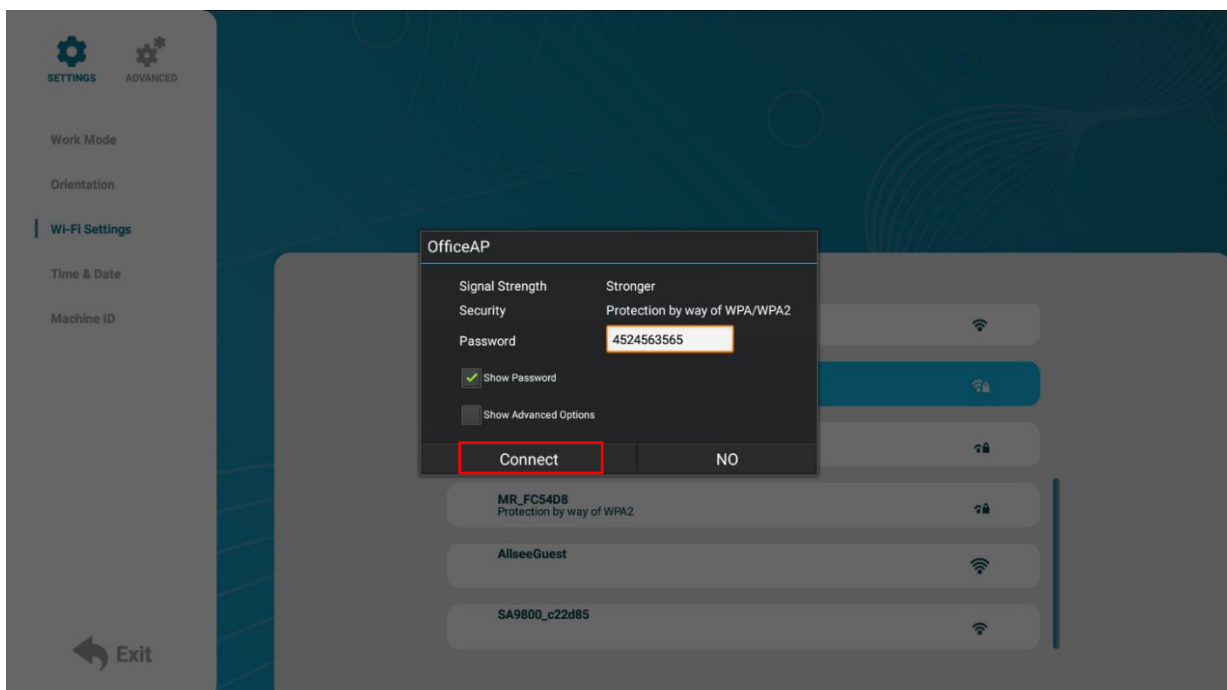 SETTINGS ADVANCED
Work Mode
Orientation
Wi-Fi Settings
Time & Date
Machine ID
Exit
OfficeAP
Signal Strength Stronger
Security Protection by way of WPA/WPA2
Password 4524563565
Show Password
Show Advanced Options
Connect NO
MR_FC54D8
Protection by way of WPA2
AllseeGuest
SA9800_c22d85